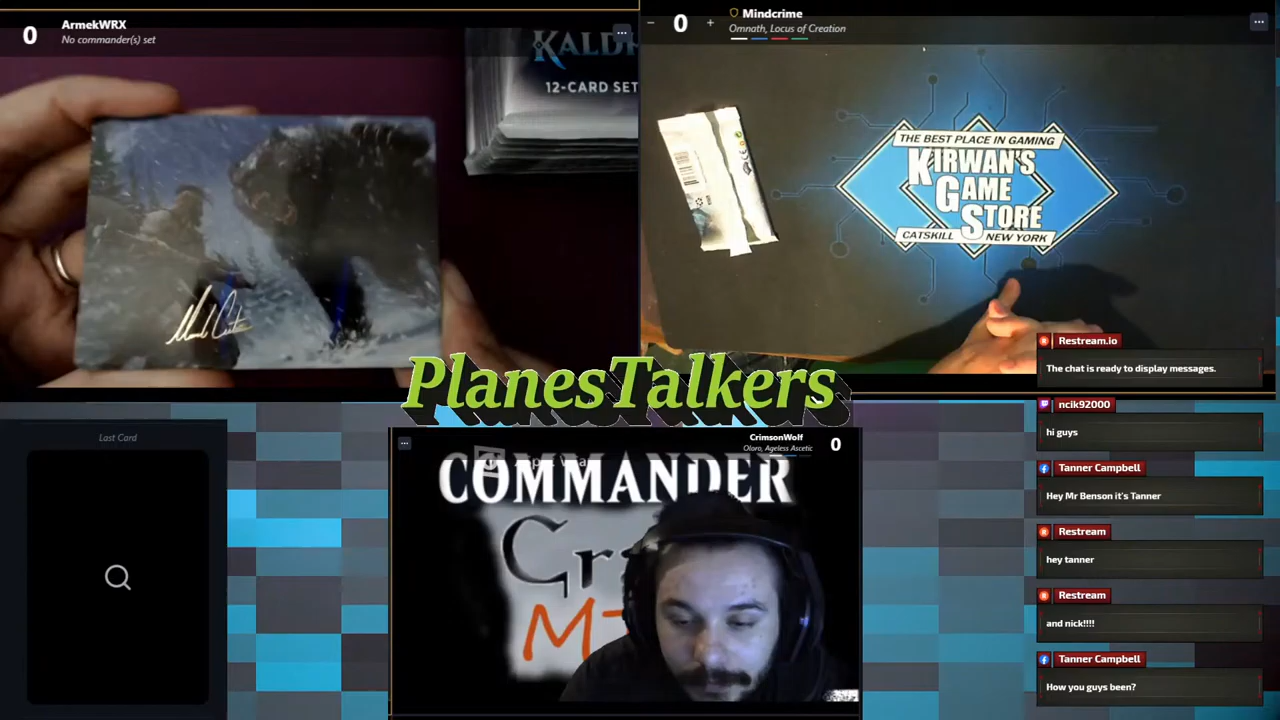 0
ArmekWRX
No commander(s) set
KALDH
12-CARD SET
0
Mindcrime
Omnath, Locus of Creation
THE BEST PLACE IN GAMING
KIRWAN'S
GAME
STORE
CATSKILL NEW YORK
PlanesTalkers
Restream.io
The chat is ready to display messages.
ncik92000
hi guys
Tanner Campbell
Hey Mr Benson it's Tanner
Restream
hey tanner
Restream
and nick!!!!
Tanner Campbell
How you guys been?
Last Card
CrimsonWolf
Oloro, Ageless Ascetic
0
COMMANDER